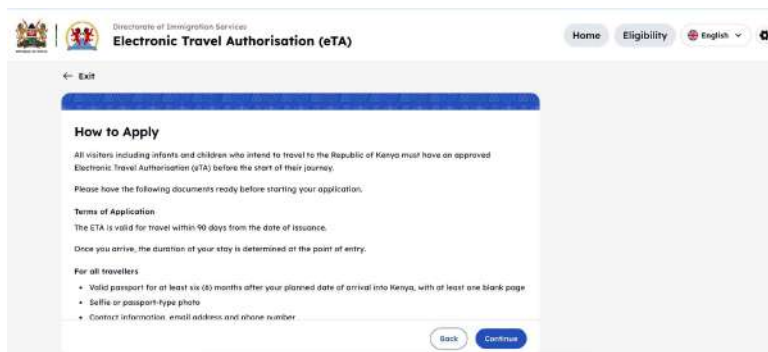 Directorate of Immigration Services
Electronic Travel Authorisation (eTA)
Home
Eligibility
English
← Exit
How to Apply
All visitors including infants and children who intend to travel to the Republic of Kenya must have an approved
Electronic Travel Authorisation (eTA) before the start of their journey.
Please have the following documents ready before starting your application.
Terms of Application
The ETA is valid for travel within 90 days from the date of issuance.
Once you arrive, the duration of your stay is determined at the point of entry.
For all travellers
• Valid passport for at least six (6) months after your planned date of arrival into Kenya, with at least one blank page
• Selfie or passport-type photo
• Contact information, email address and phone number
Back
Continue